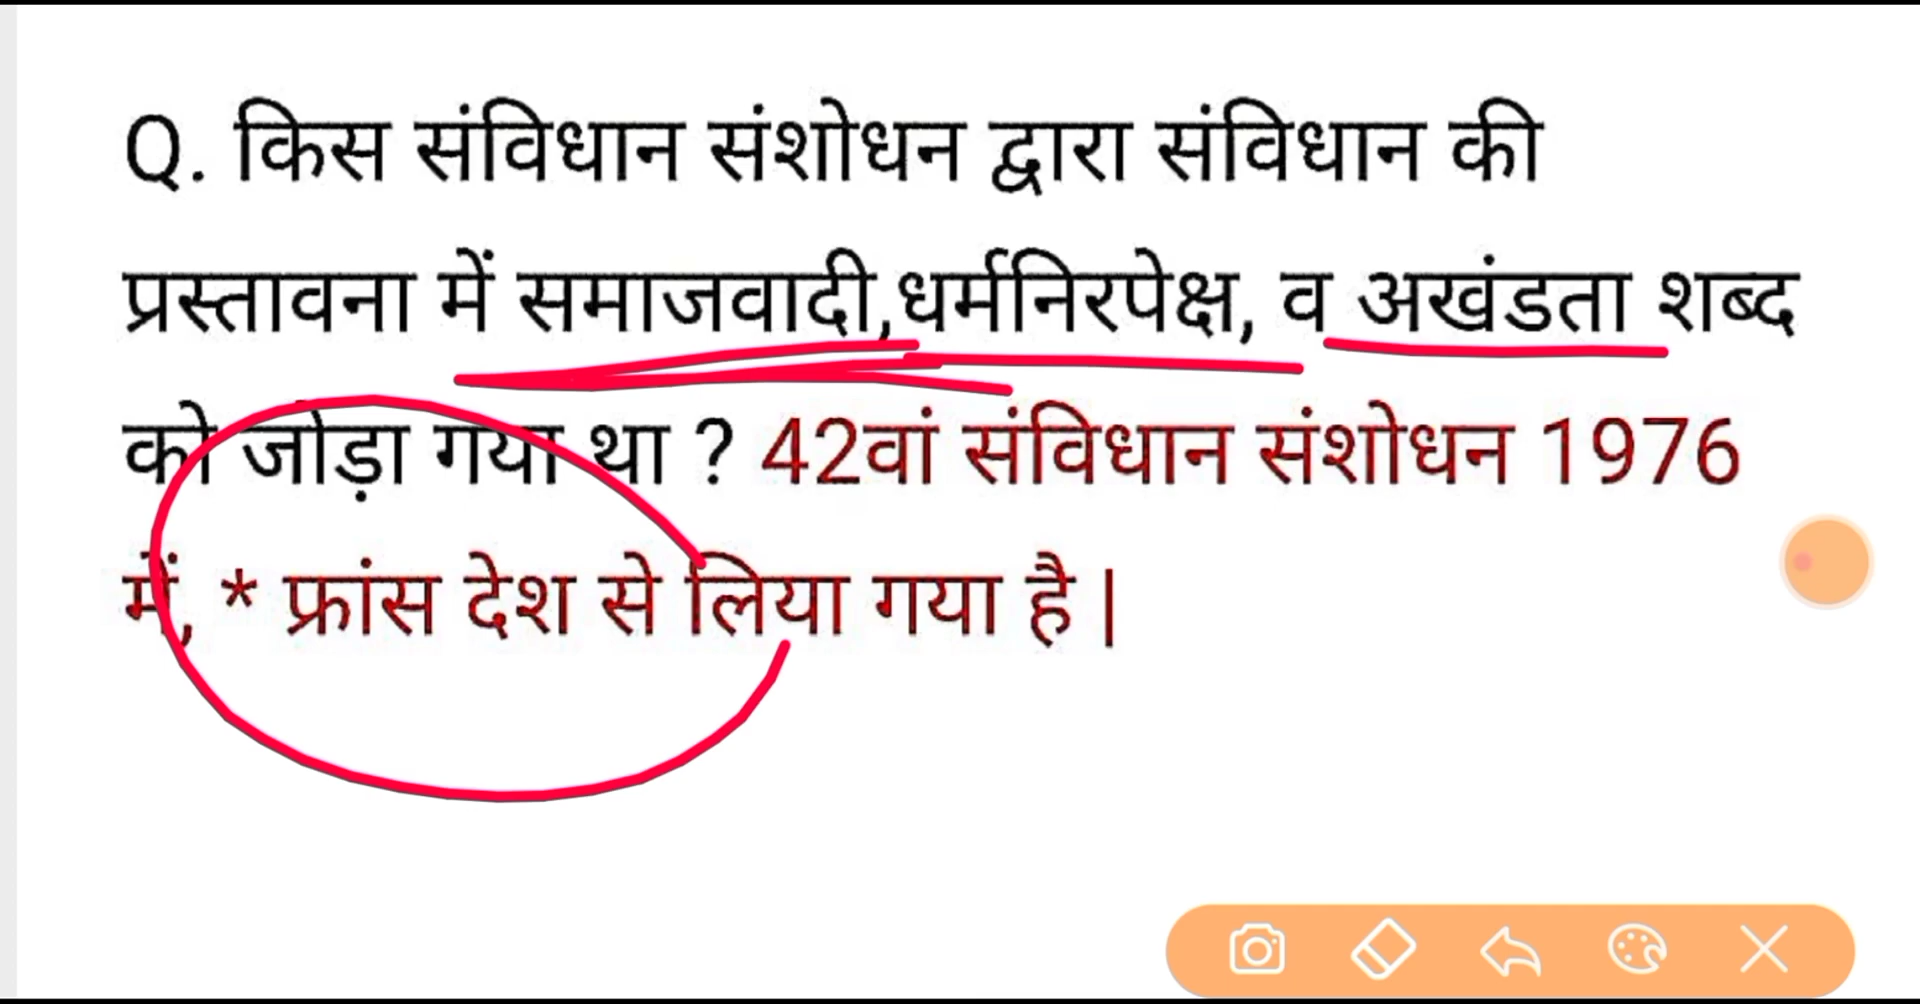 Q. किस संविधान संशोधन द्वारा संविधान की
प्रस्तावना में समाजवादी,धर्मनिरपेक्ष, व अखंडता शब्द
को जोड़ा गया था ? 42वां संविधान संशोधन 1976
में, * फ्रांस देश से लिया गया है |